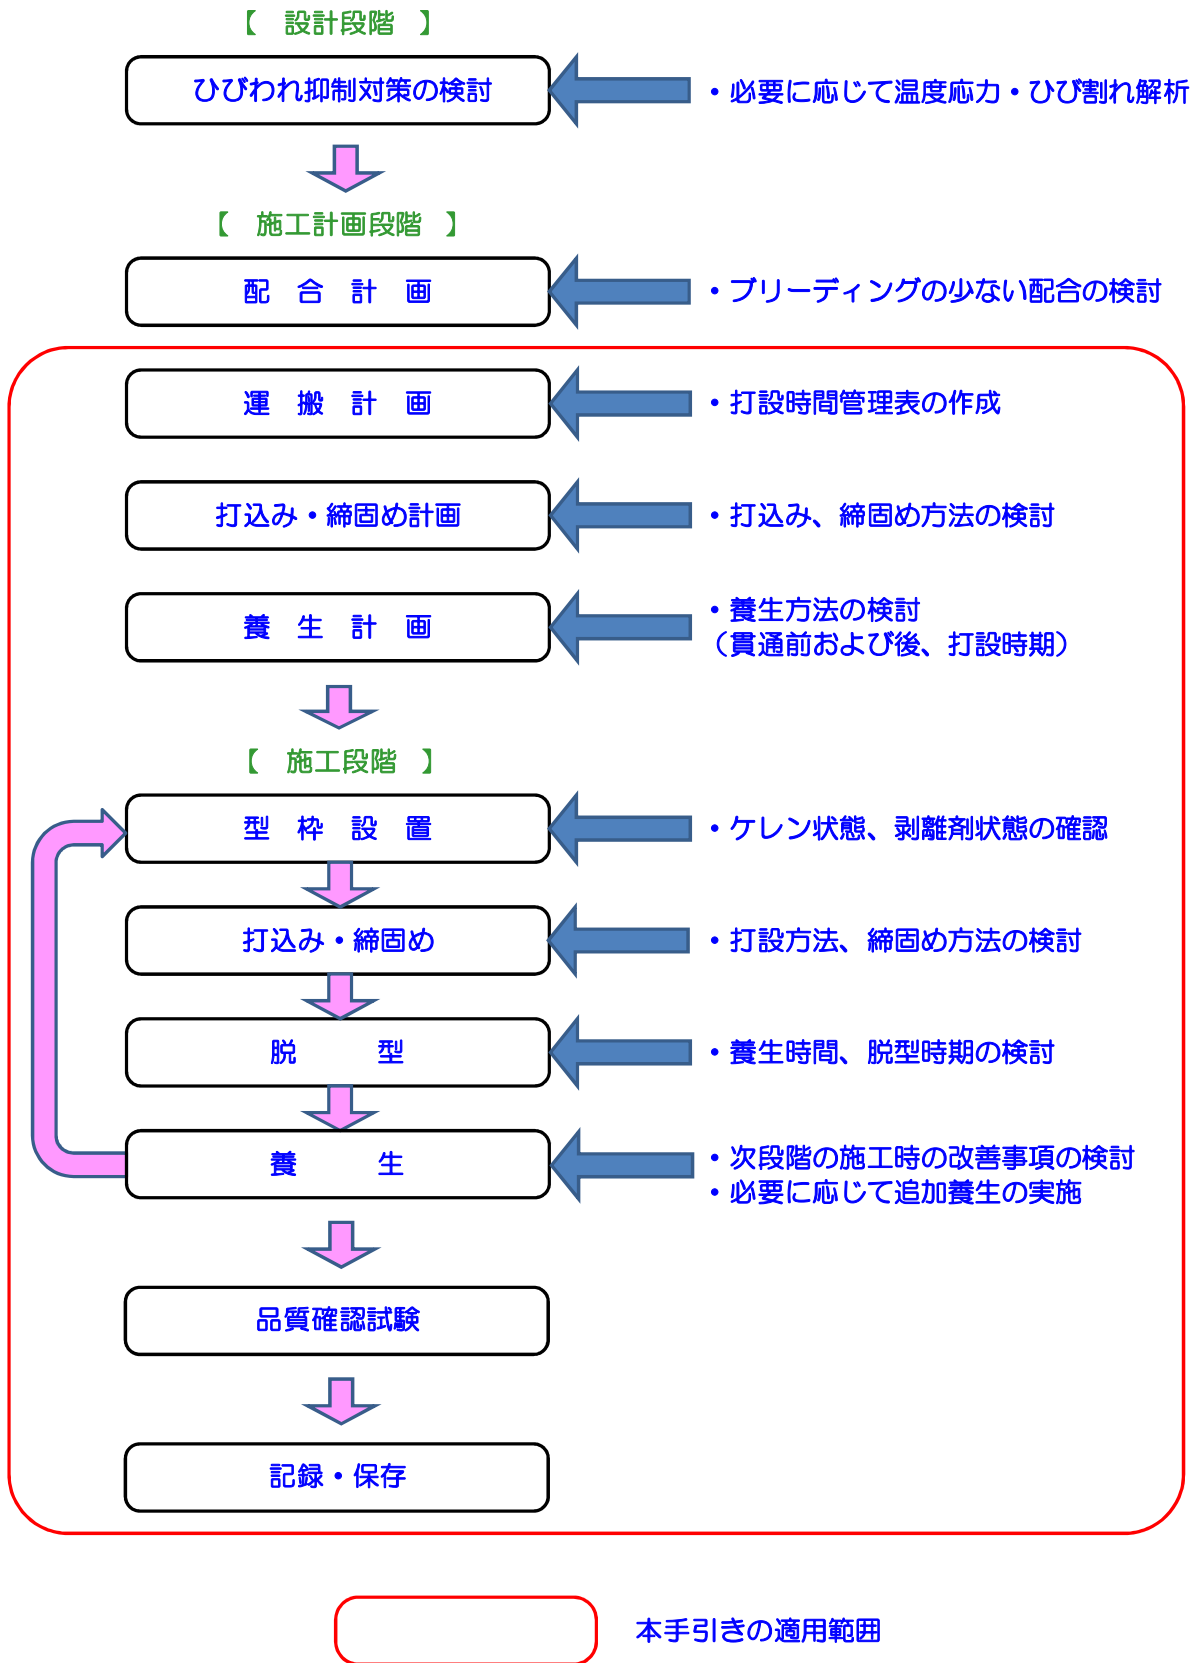 【　設計段階　】
ひびわれ抑制対策の検討
・必要に応じて温度応力・ひび割れ解析
【　施工計画段階　】
配　合　計　画
・ブリーディングの少ない配合の検討
運　搬　計　画
・打設時間管理表の作成
打込み・締固め計画
・打込み、締固め方法の検討
養　生　計　画
・養生方法の検討
（貫通前および後、打設時期）
【　施工段階　】
型　枠　設　置
・ケレン状態、剥離剤状態の確認
打込み・締固め
・打設方法、締固め方法の検討
脱　　　型
・養生時間、脱型時期の検討
養　　　生
・次段階の施工時の改善事項の検討
・必要に応じて追加養生の実施
品質確認試験
記録・保存
本手引きの適用範囲